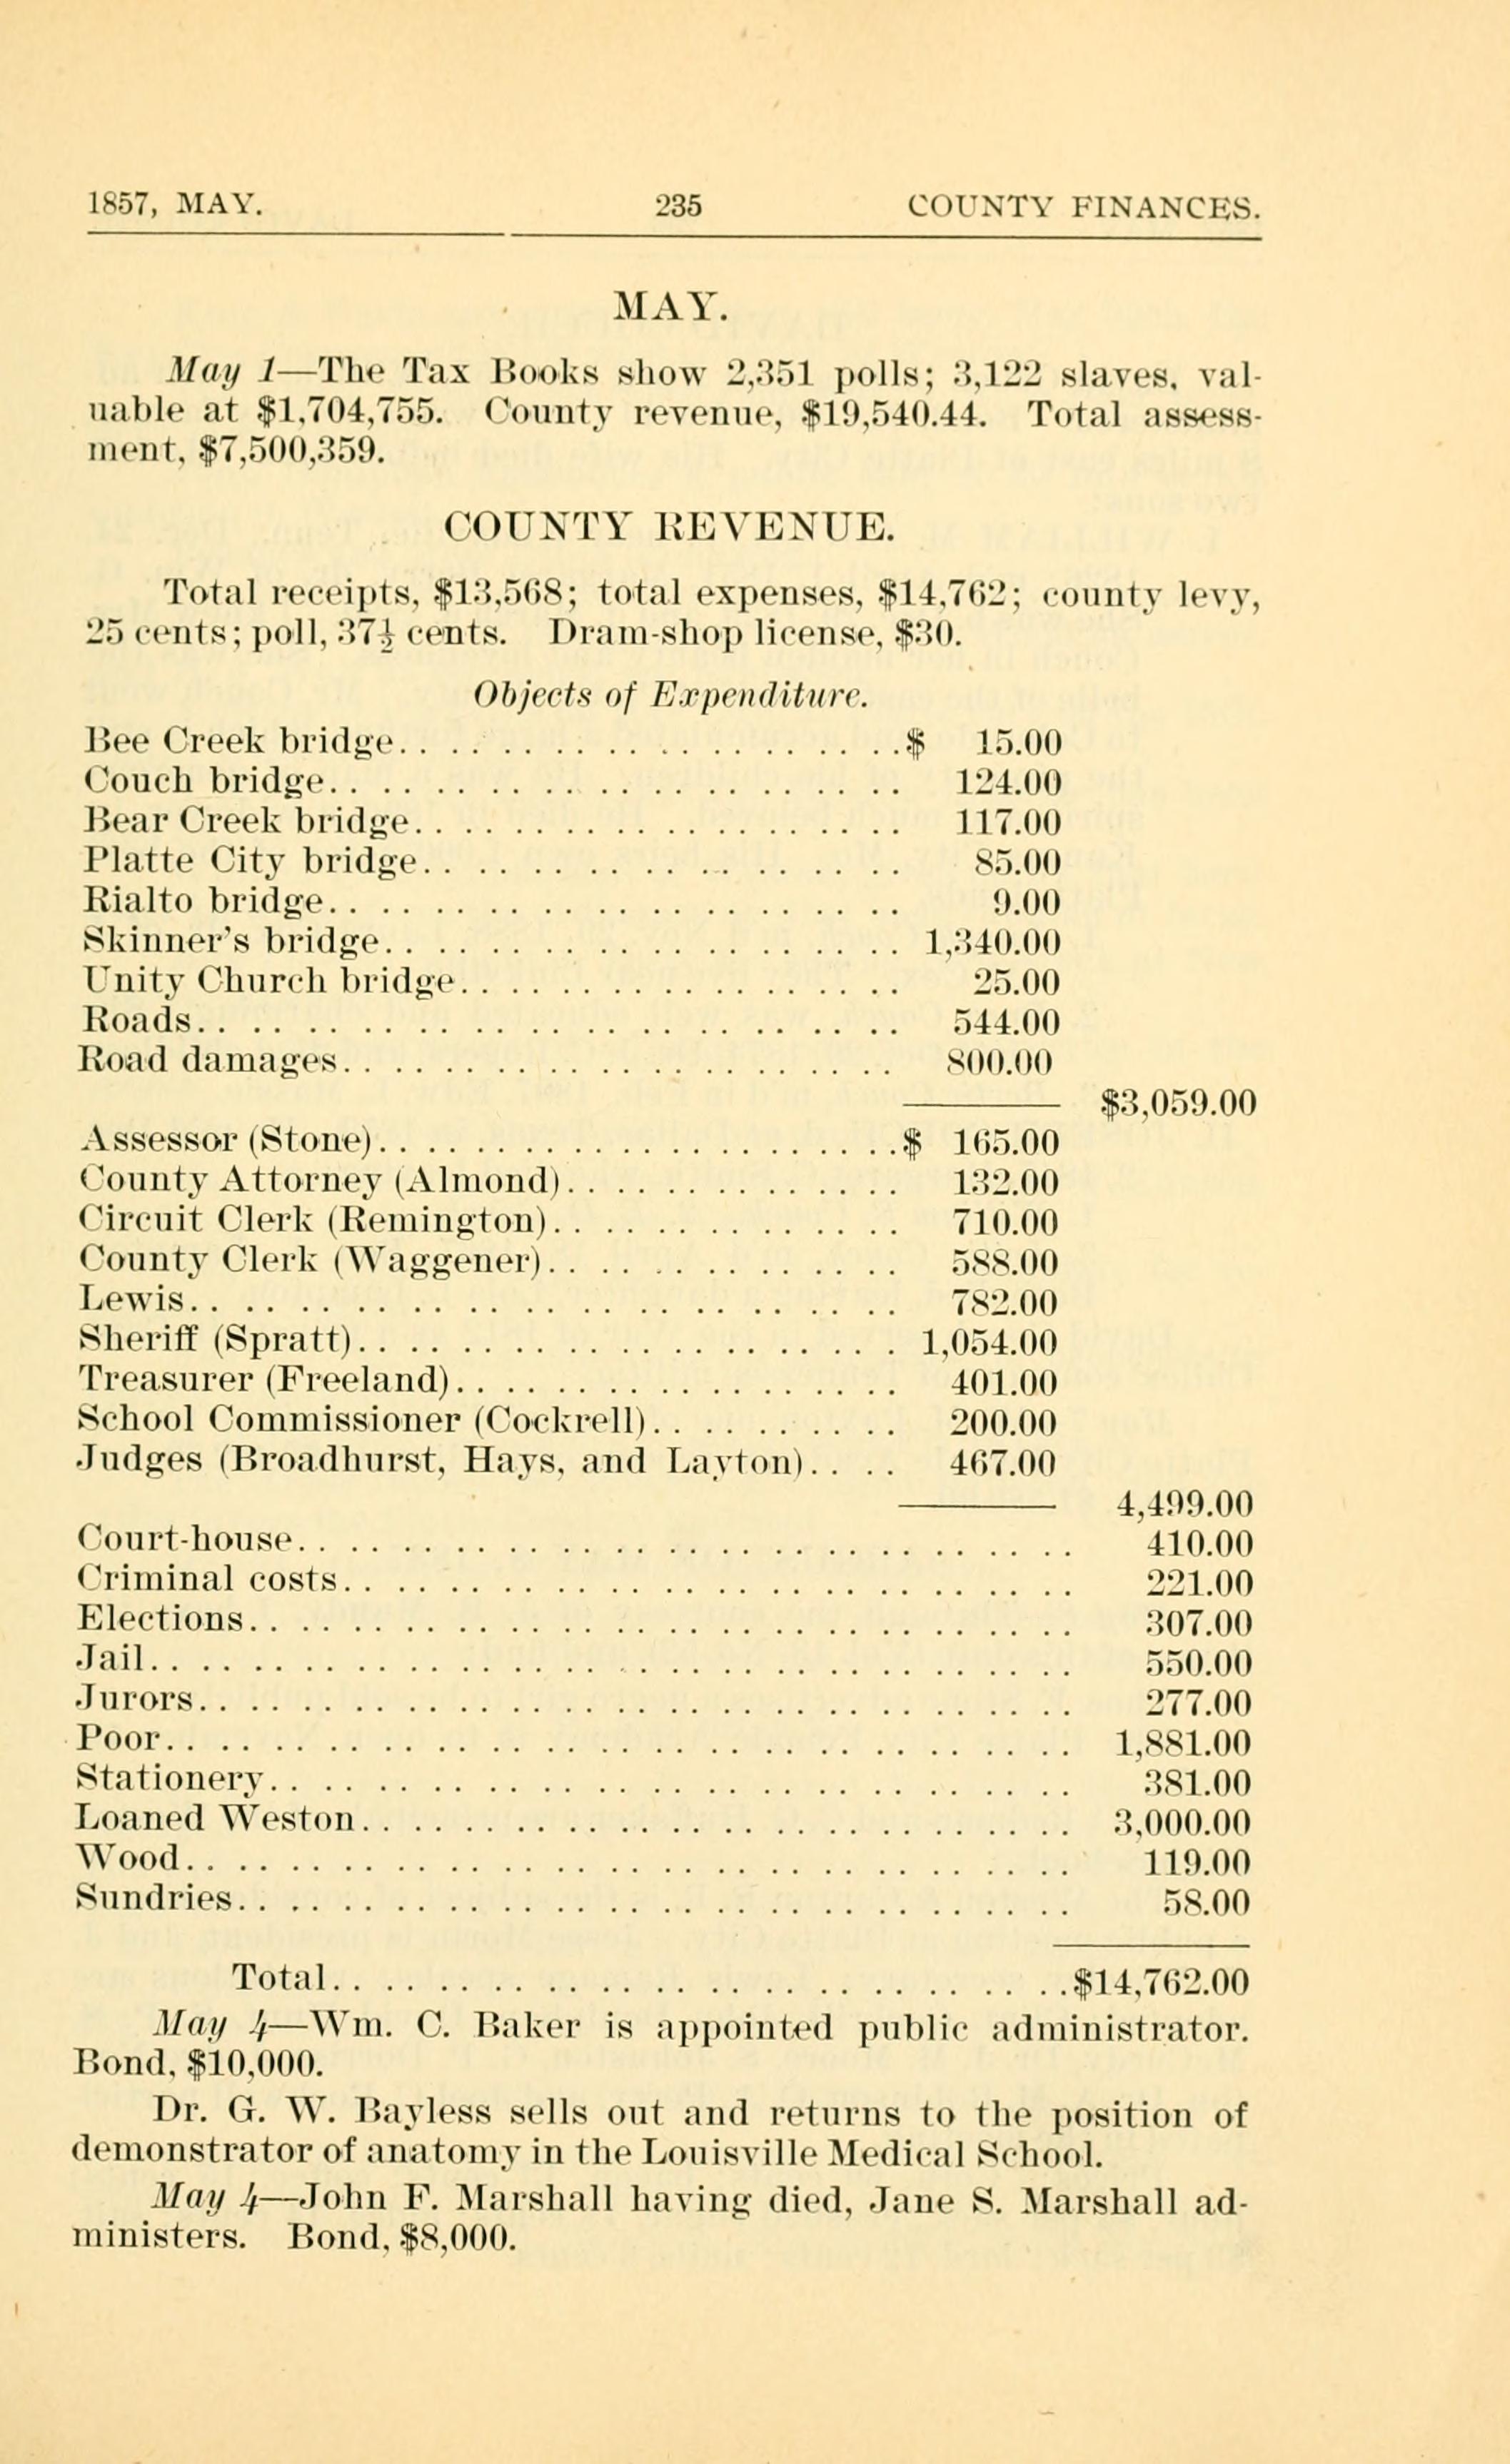 1857, MAY. 235 COUNTY FINANCES.
MAY.
May 1—The Tax Books show 2,351 polls; 3,122 slaves, val-
uable at $1,704,755. County revenue, $19,540.44. Total assess-
ment, $7,500,359.
COUNTY REVENUE.
Total receipts, $13,568; total expenses, $14,762; county levy,
25 cents; poll, 37½ cents. Dram-shop license, $30.
Objects of Expenditure.
Bee Creek bridge. . . . . . . . . . . . . . . . . . . . $ 15.00
Couch bridge. . . . . . . . . . . . . . . . . . . . . . 124.00
Bear Creek bridge. . . . . . . . . . . . . . . . . . . 117.00
Platte City bridge. . . . . . . . . . . . . . . . . . . 85.00
Rialto bridge. . . . . . . . . . . . . . . . . . . . . . 9.00
Skinner's bridge. . . . . . . . . . . . . . . . . . . . 1,340.00
Unity Church bridge. . . . . . . . . . . . . . . . . 25.00
Roads. . . . . . . . . . . . . . . . . . . . . . . . . . . 544.00
Road damages. . . . . . . . . . . . . . . . . . . . . 800.00
$3,059.00
Assessor (Stone). . . . . . . . . . . . . . . . . . . . $ 165.00
County Attorney (Almond). . . . . . . . . . . . . 132.00
Circuit Clerk (Remington). . . . . . . . . . . . . . 710.00
County Clerk (Waggener). . . . . . . . . . . . . . 588.00
Lewis. . . . . . . . . . . . . . . . . . . . . . . . . . . 782.00
Sheriff (Spratt). . . . . . . . . . . . . . . . . . . . . 1,054.00
Treasurer (Freeland). . . . . . . . . . . . . . . . . 401.00
School Commissioner (Cockrell). . . . . . . . . . 200.00
Judges (Broadhurst, Hays, and Layton). . . . 467.00
4,499.00
Court-house. . . . . . . . . . . . . . . . . . . . . . . . . . . . . 410.00
Criminal costs. . . . . . . . . . . . . . . . . . . . . . . . . . . . 221.00
Elections. . . . . . . . . . . . . . . . . . . . . . . . . . . . . . . 307.00
Jail. . . . . . . . . . . . . . . . . . . . . . . . . . . . . . . . . . . 550.00
Jurors. . . . . . . . . . . . . . . . . . . . . . . . . . . . . . . . . 277.00
Poor. . . . . . . . . . . . . . . . . . . . . . . . . . . . . . . . . . 1,881.00
Stationery. . . . . . . . . . . . . . . . . . . . . . . . . . . . . . 381.00
Loaned Weston. . . . . . . . . . . . . . . . . . . . . . . . . . . 3,000.00
Wood. . . . . . . . . . . . . . . . . . . . . . . . . . . . . . . . . 119.00
Sundries. . . . . . . . . . . . . . . . . . . . . . . . . . . . . . . 58.00
Total. . . . . . . . . . . . . . . . . . . . . . . . . . . . $14,762.00
May 4—Wm. C. Baker is appointed public administrator.
Bond, $10,000.
Dr. G. W. Bayless sells out and returns to the position of
demonstrator of anatomy in the Louisville Medical School.
May 4—John F. Marshall having died, Jane S. Marshall ad-
ministers. Bond, $8,000.